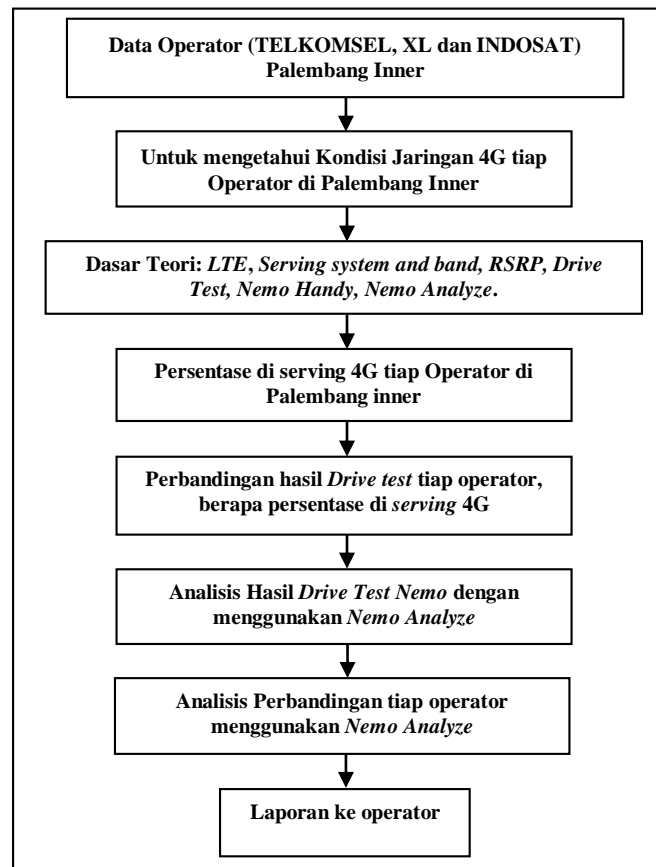 Data Operator (TELKOMSEL, XL dan INDOSAT)
Palembang Inner
Untuk mengetahui Kondisi Jaringan 4G tiap
Operator di Palembang Inner
Dasar Teori: LTE, Serving system and band, RSRP, Drive
Test, Nemo Handy, Nemo Analyze.
Persentase di serving 4G tiap Operator di
Palembang inner
Perbandingan hasil Drive test tiap operator,
berapa persentase di serving 4G
Analisis Hasil Drive Test Nemo dengan
menggunakan Nemo Analyze
Analisis Perbandingan tiap operator
menggunakan Nemo Analyze
Laporan ke operator